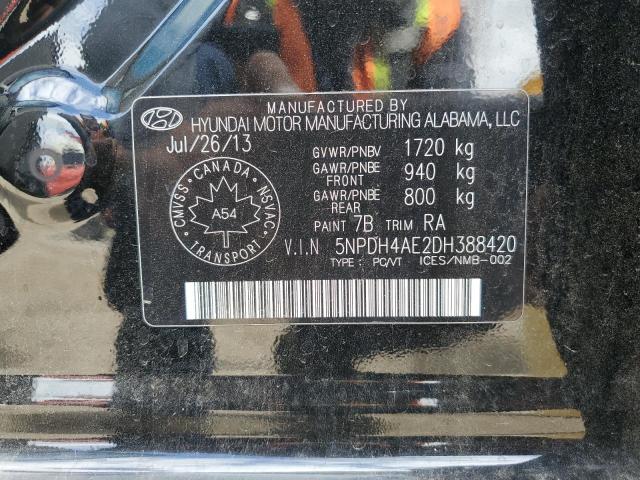 MANUFACTURED BY
HYUNDAI MOTOR MANUFACTURING ALABAMA, LLC
Jul/26/13
GVWR/PNBV 1720 kg
GAWR/PNBE FRONT 940 kg
GAWR/PNBE REAR 800 kg
PAINT 7B TRIM RA
CMVSS · CANADA · NSVAC
A54
TRANSPORT
V.I.N 5NPDH4AE2DH388420
TYPE : PC/VT ICES/NMB-002